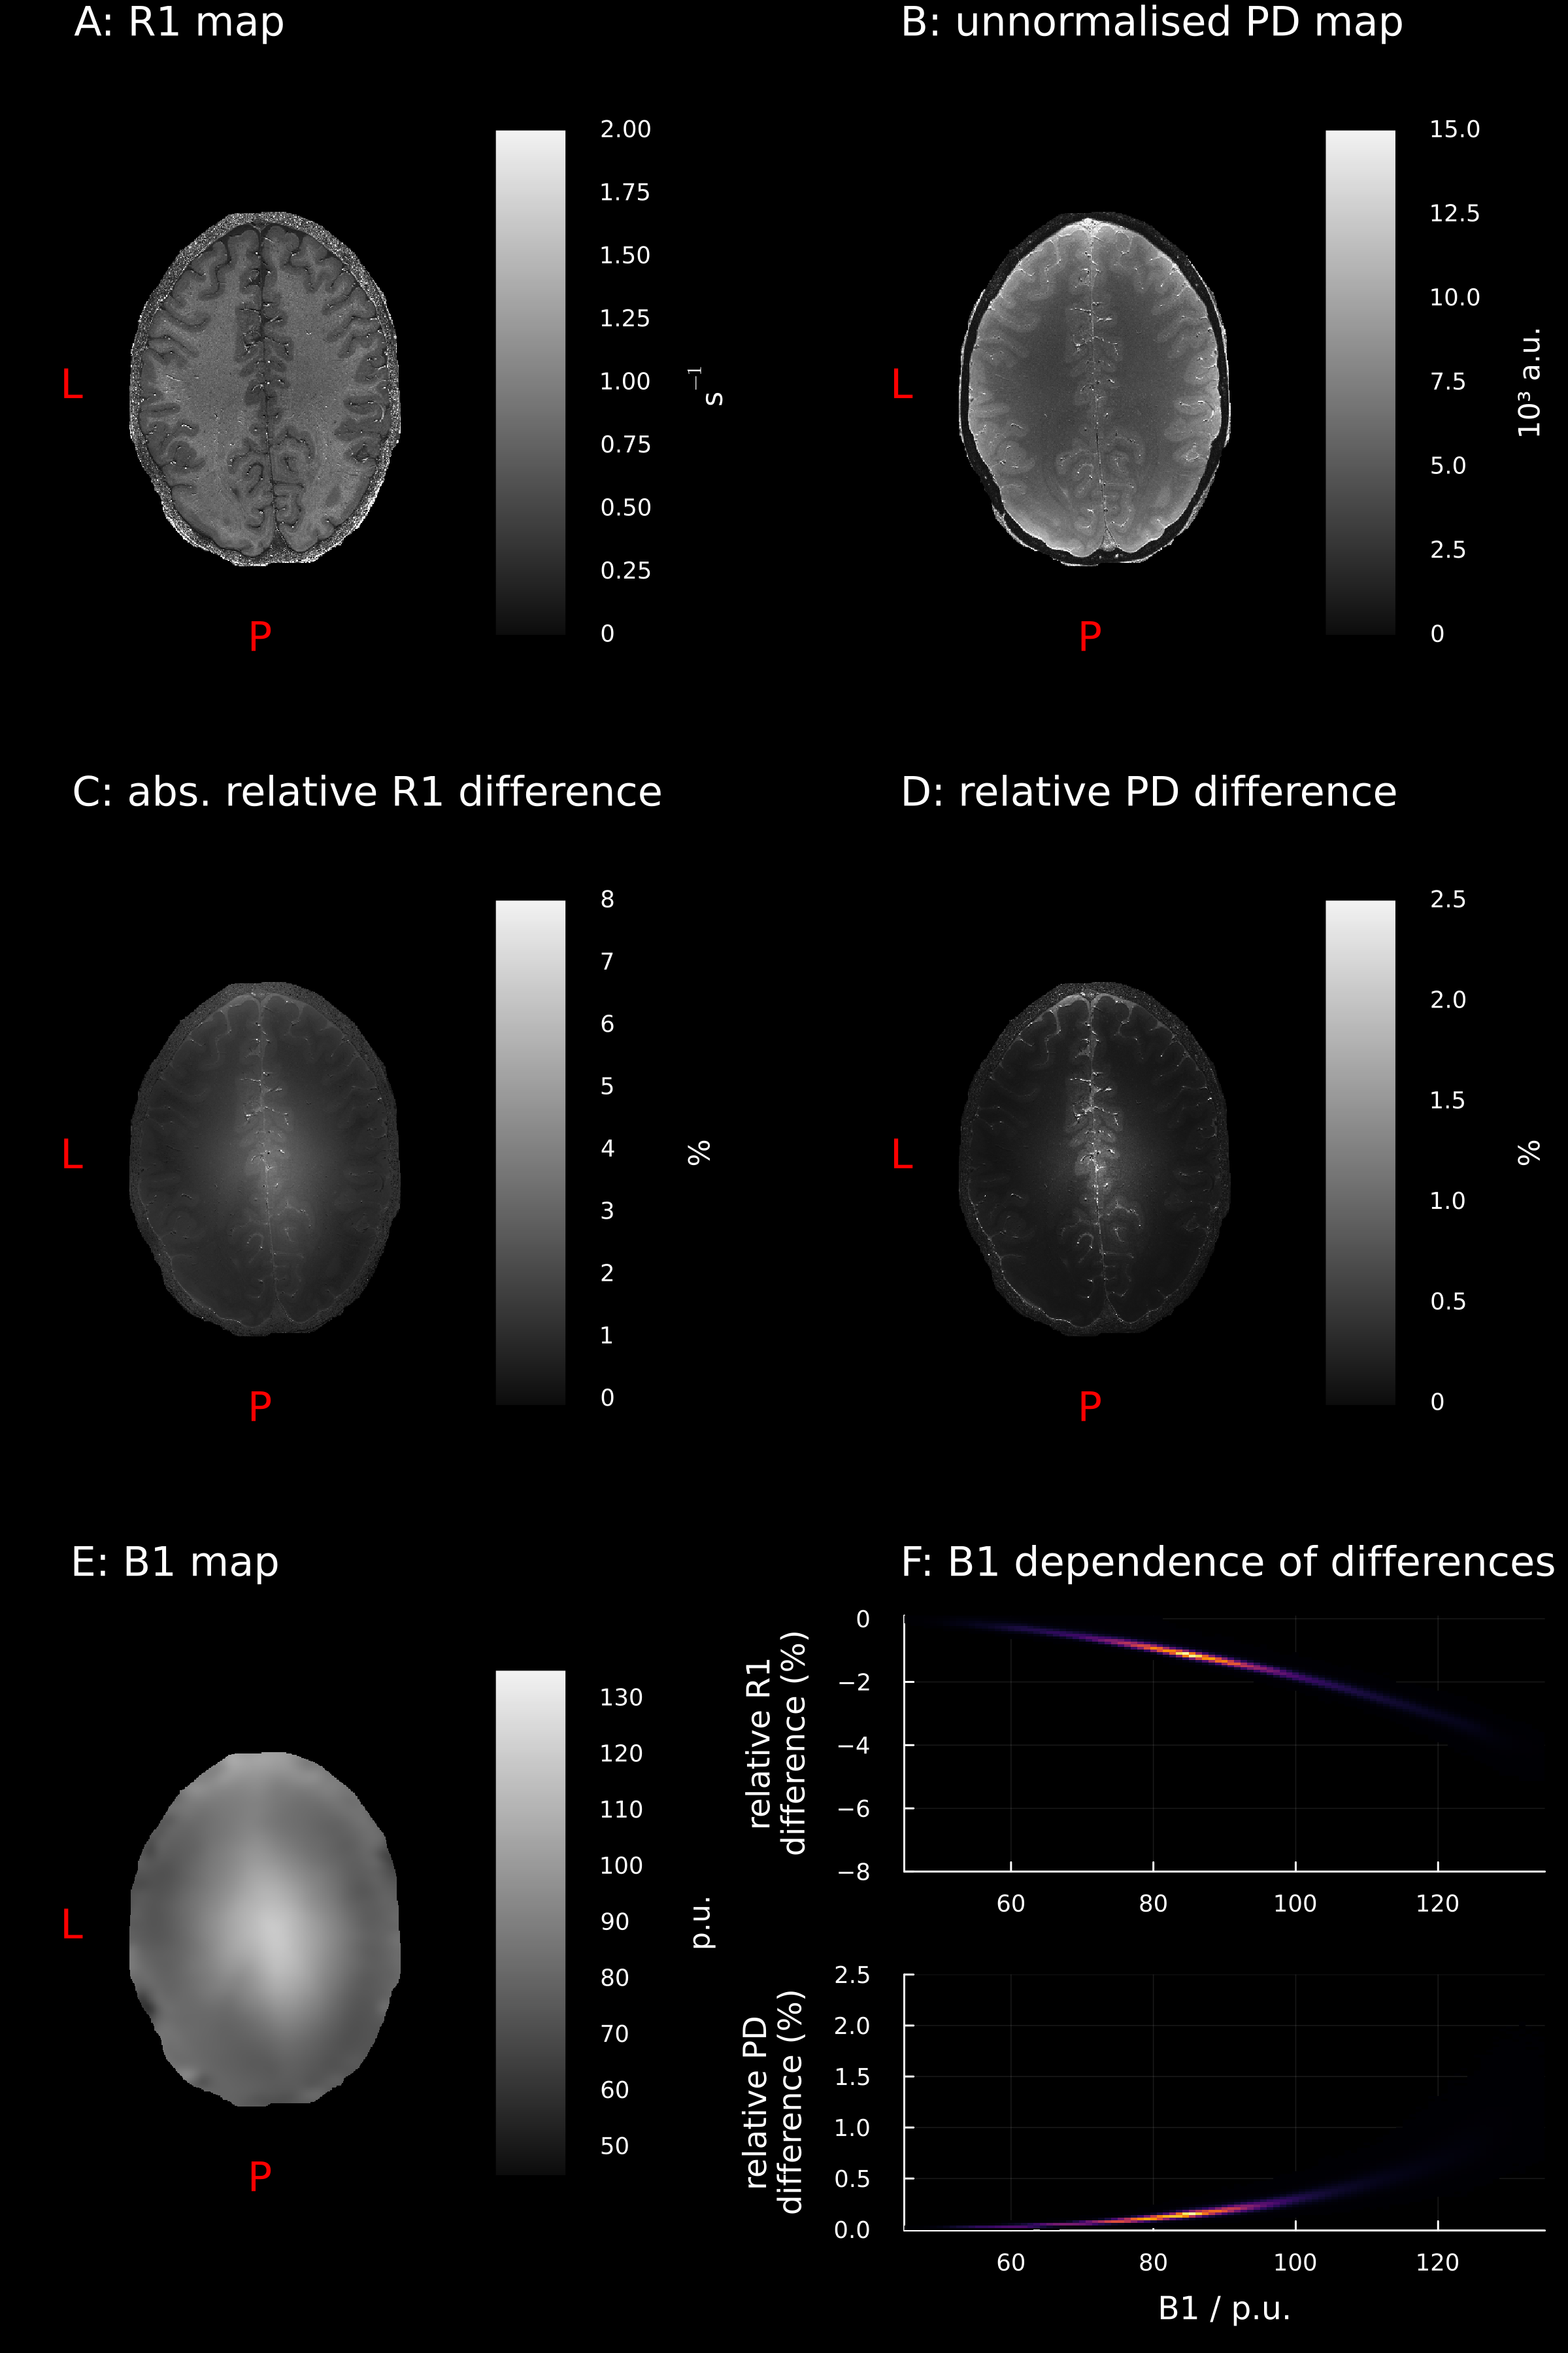 A: R1 map
2.00
1.75
1.50
1.25
1.00
0.75
0.50
0.25
0
s⁻¹
L
P
B: unnormalised PD map
15.0
12.5
10.0
7.5
5.0
2.5
0
10³ a.u.
L
P
C: abs. relative R1 difference
8
7
6
5
4
3
2
1
0
%
L
P
D: relative PD difference
2.5
2.0
1.5
1.0
0.5
0
%
L
P
E: B1 map
130
120
110
100
90
80
70
60
50
p.u.
L
P
F: B1 dependence of differences
relative R1
difference (%)
0
−2
−4
−6
−8
60 80 100 120
relative PD
difference (%)
2.5
2.0
1.5
1.0
0.5
0.0
60 80 100 120
B1 / p.u.